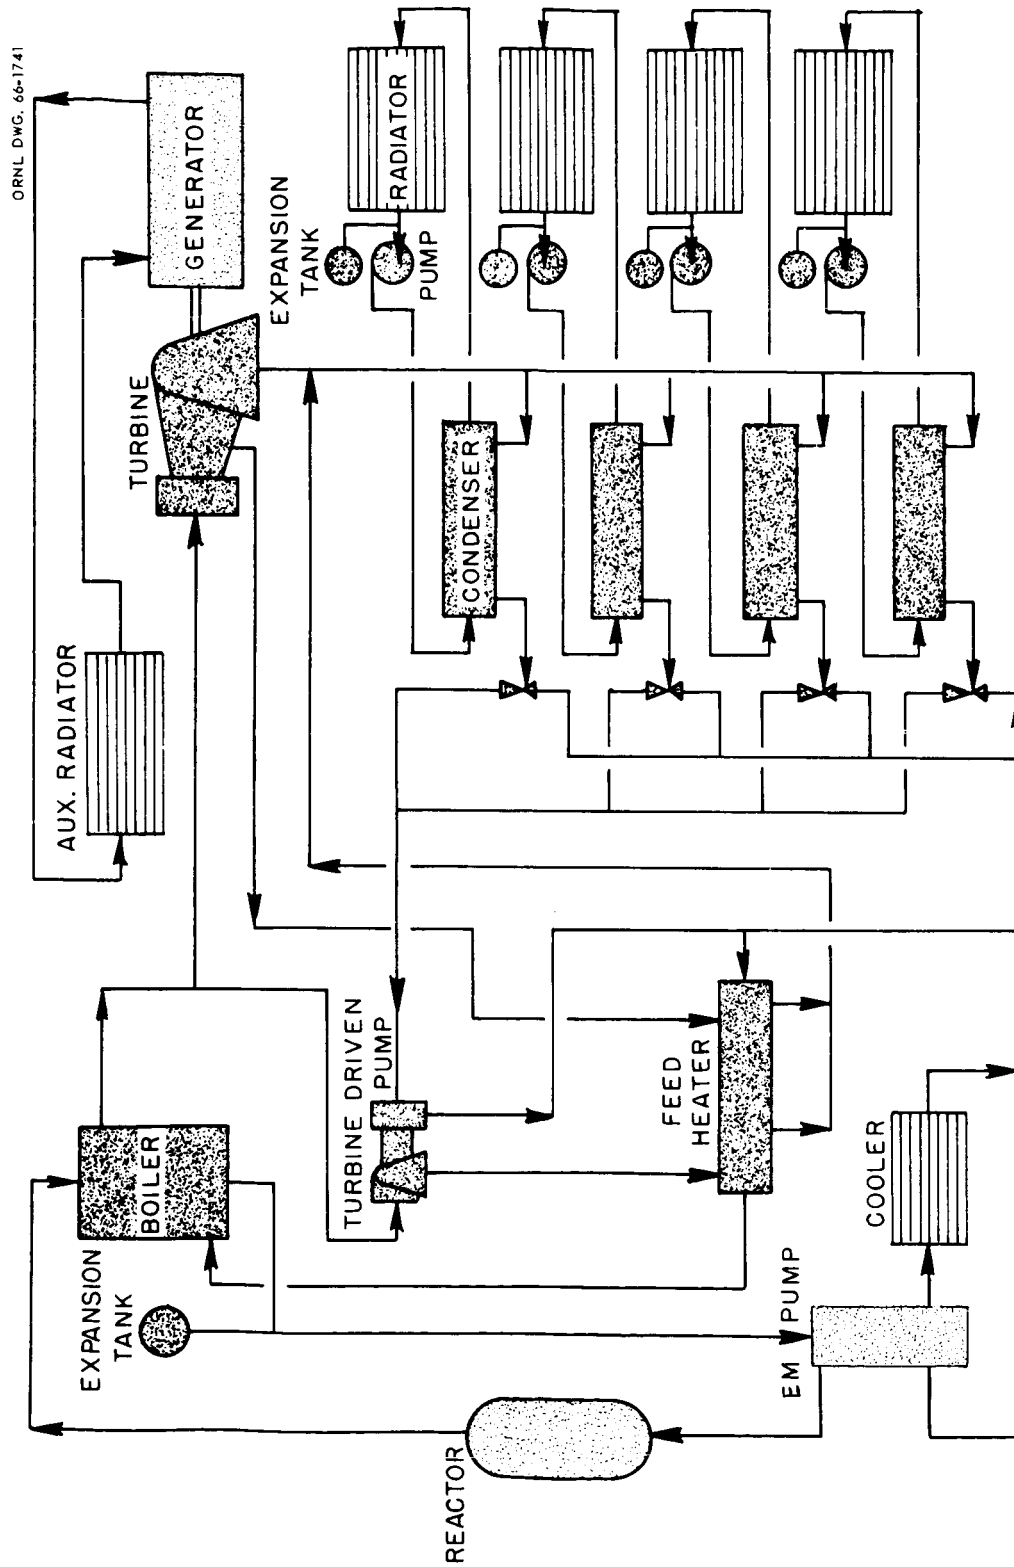 ORNL DWG. 66-1741
AUX. RADIATOR
TURBINE
GENERATOR
EXPANSION
TANK
RADIATOR
PUMP
CONDENSER
BOILER
EXPANSION
TANK
TURBINE DRIVEN
PUMP
REACTOR
FEED
HEATER
EM PUMP
COOLER